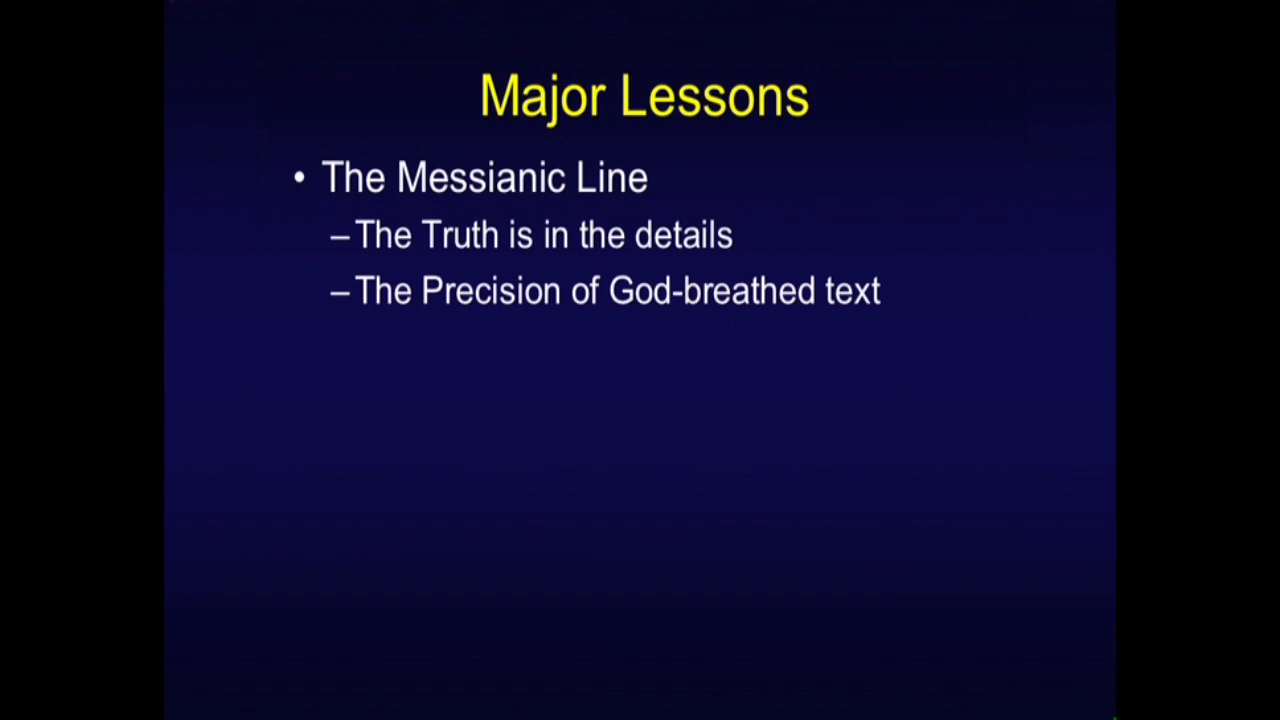 Major Lessons
• The Messianic Line
–The Truth is in the details
–The Precision of God-breathed text